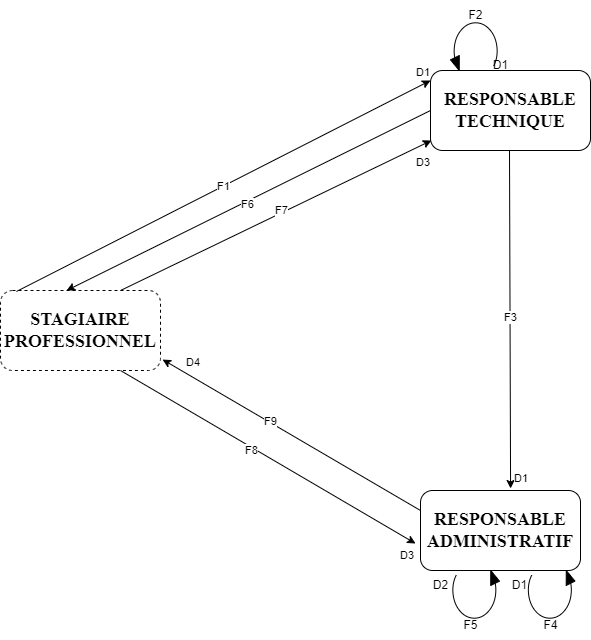 F2
D1
D1
RESPONSABLE
TECHNIQUE
D3
F1
F6
F7
STAGIAIRE
PROFESSIONNEL
F3
D4
F9
F8
D1
RESPONSABLE
ADMINISTRATIF
D3
D2
D1
F5
F4